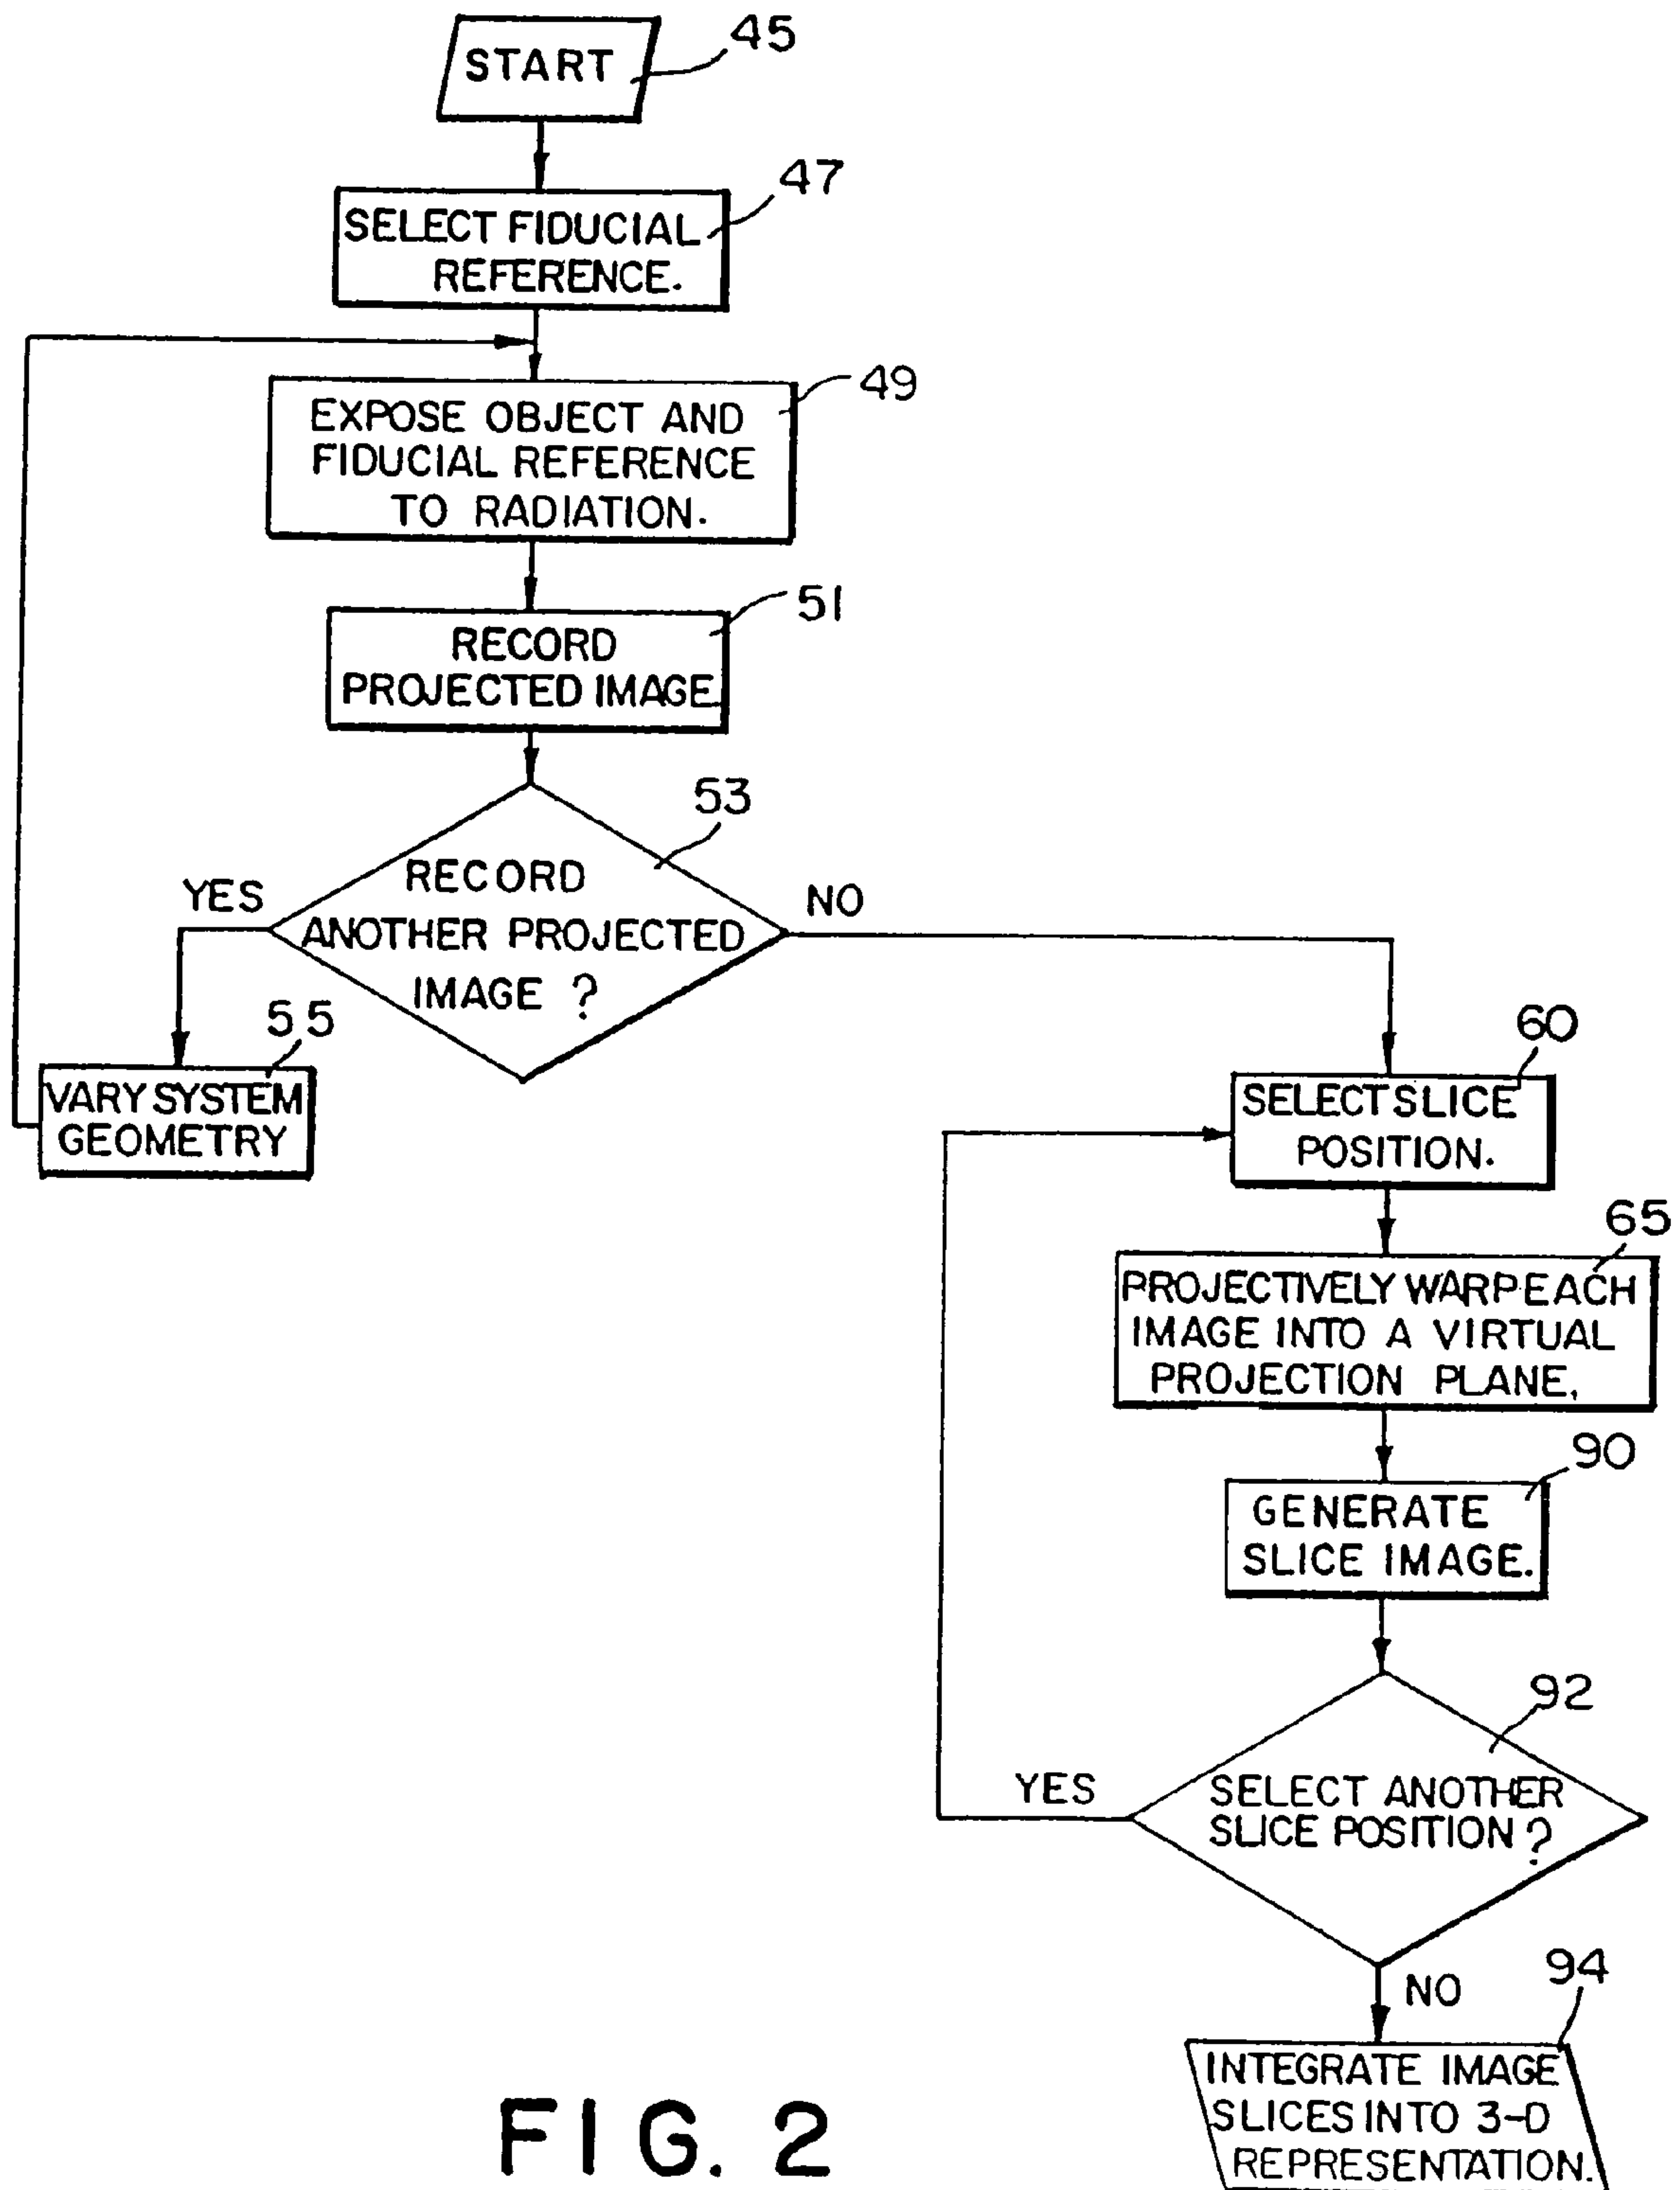 START
45
47
SELECT FIDUCIAL
REFERENCE.
49
EXPOSE OBJECT AND
FIDUCIAL REFERENCE
TO RADIATION.
51
RECORD
PROJECTED IMAGE.
53
RECORD
ANOTHER PROJECTED
IMAGE ?
YES
NO
55
VARY SYSTEM
GEOMETRY
60
SELECT SLICE
POSITION.
65
PROJECTIVELY WARP EACH
IMAGE INTO A VIRTUAL
PROJECTION PLANE,
90
GENERATE
SLICE IMAGE.
92
SELECT ANOTHER
SLICE POSITION ?
YES
NO
94
INTEGRATE IMAGE
SLICES INTO 3-D
REPRESENTATION.
FIG. 2